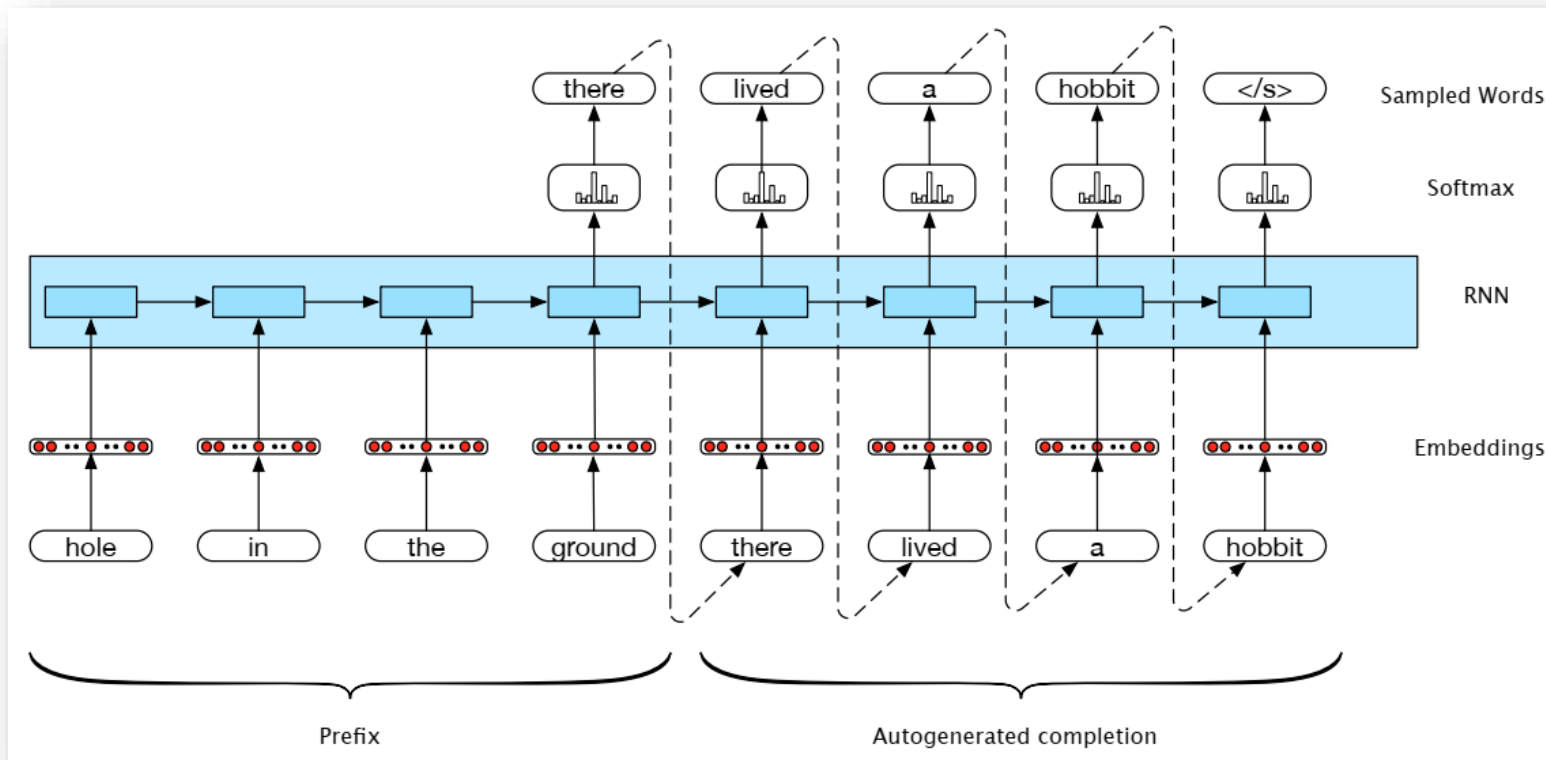 there lived a hobbit </s> Sampled Words
Softmax
RNN
Embeddings
hole in the ground there lived a hobbit
Prefix Autogenerated completion